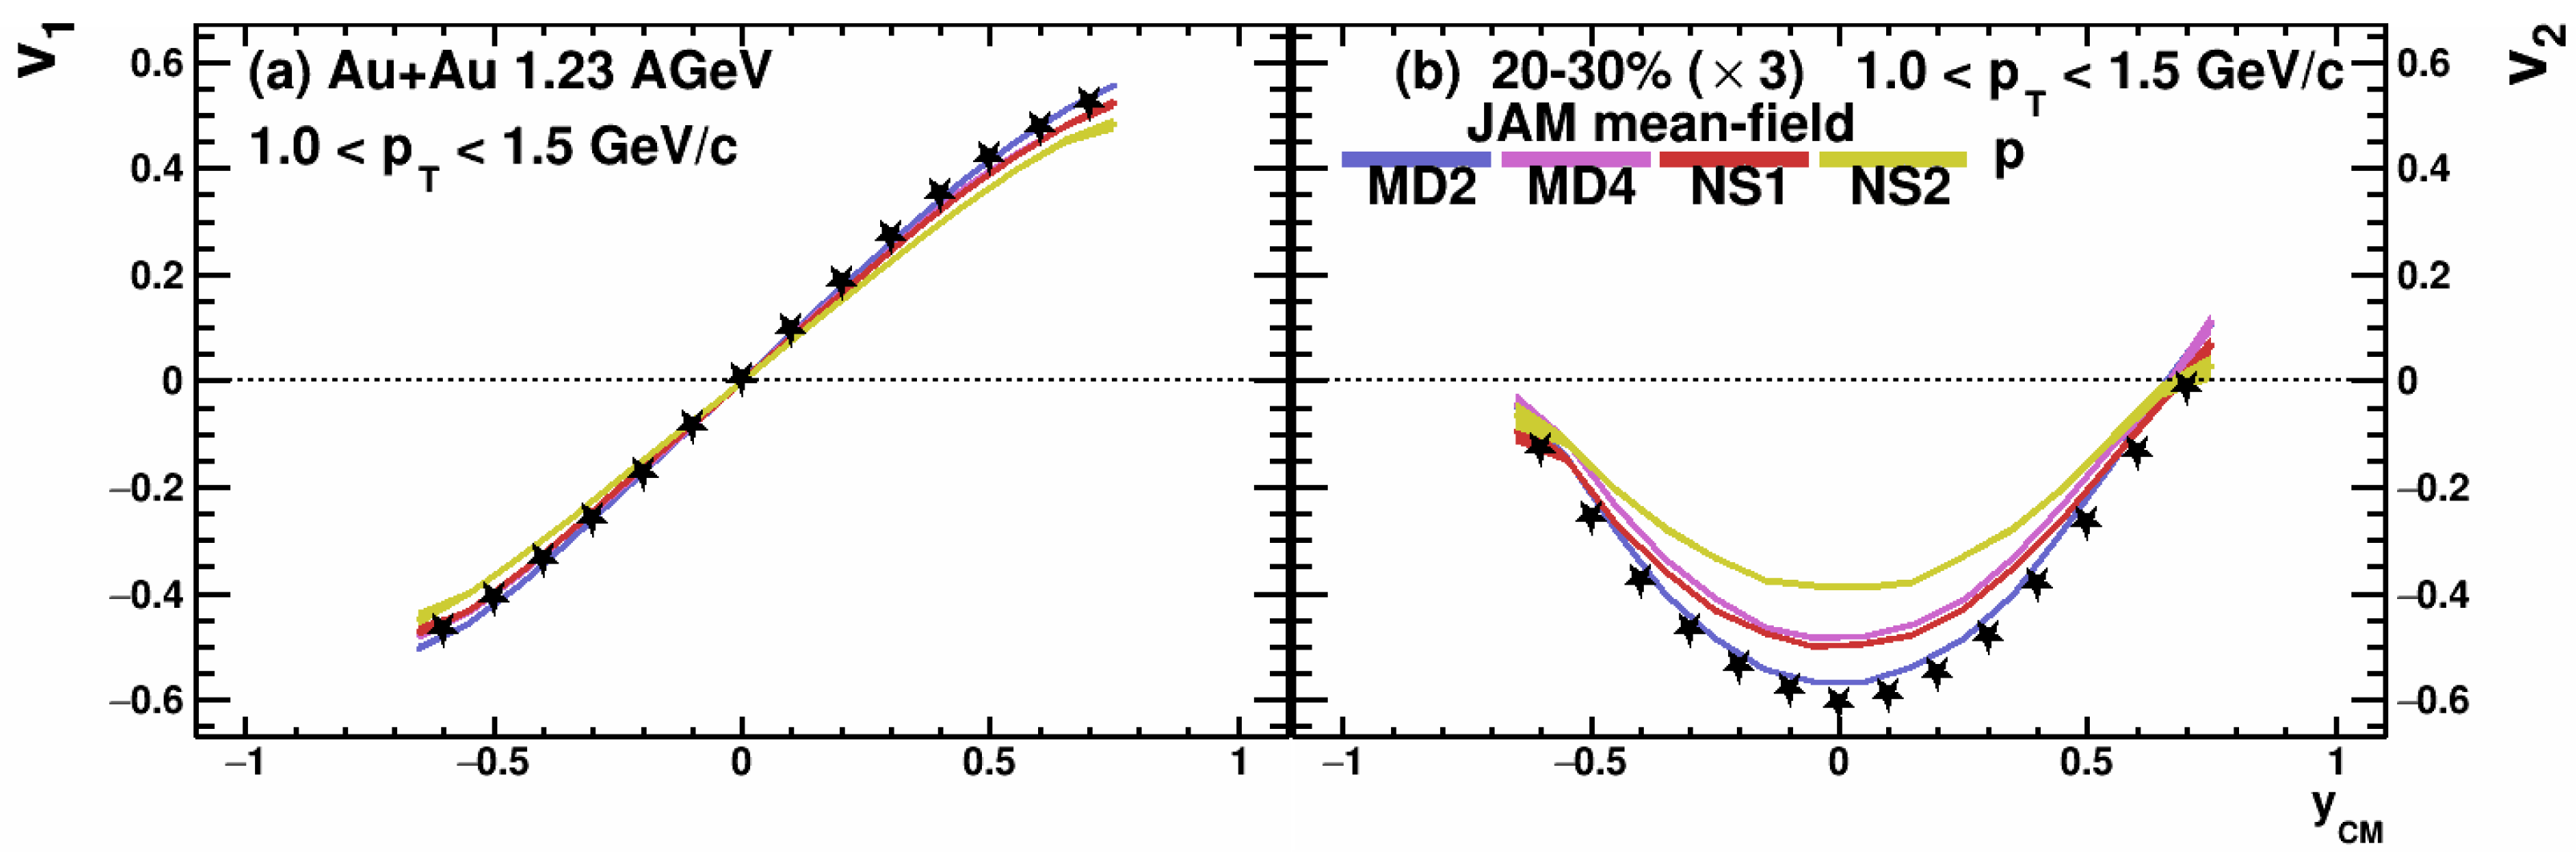 v1
0.6
0.4
0.2
0
−0.2
−0.4
−0.6
(a) Au+Au 1.23 AGeV
1.0 < pT < 1.5 GeV/c
−1 −0.5 0 0.5 1
(b) 20-30% (× 3) 1.0 < pT < 1.5 GeV/c
JAM mean-field
p
MD2 MD4 NS1 NS2
−1 −0.5 0 0.5 1
yCM
v2
0.6
0.4
0.2
0
−0.2
−0.4
−0.6